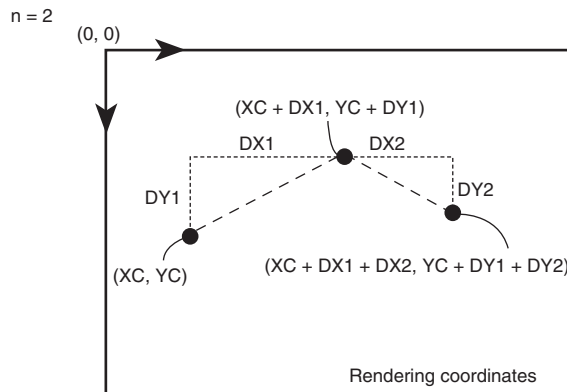 n = 2
(0, 0)
(XC + DX1, YC + DY1)
DX1
DX2
DY1
DY2
(XC, YC)
(XC + DX1 + DX2, YC + DY1 + DY2)
Rendering coordinates